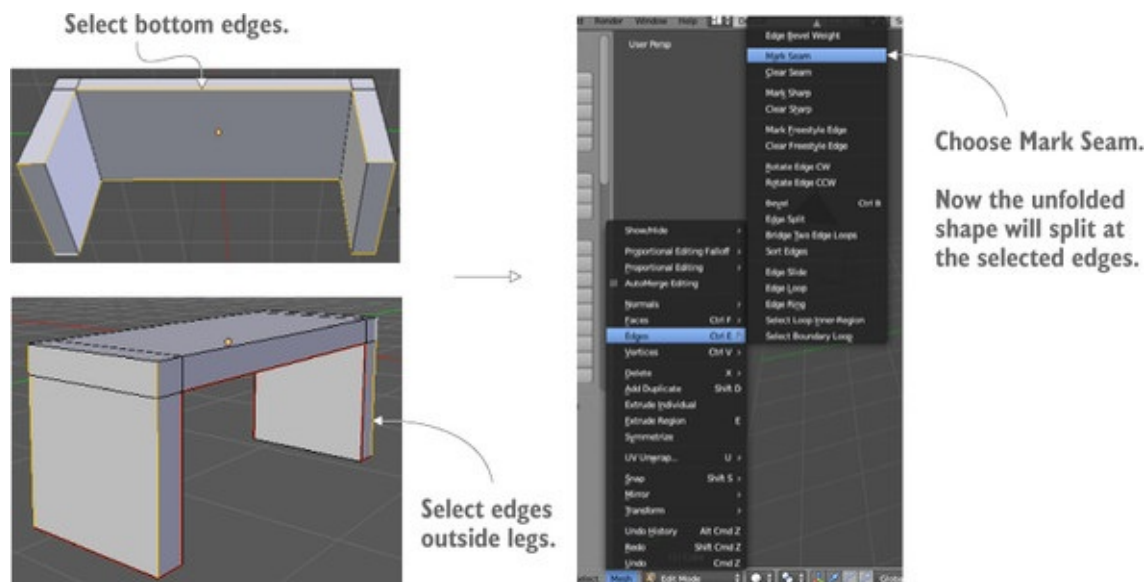 Select bottom edges.
Select edges
outside legs.
Render Window Help
User Persp
Edge Bevel Weight
Mark Seam
Clear Seam
Mark Sharp
Clear Sharp
Mark Freestyle Edge
Clear Freestyle Edge
Rotate Edge CW
Rotate Edge CCW
Bevel Ctrl B
Edge Split
Bridge Two Edge Loops
Sort Edges
Edge Slide
Edge Loop
Edge Ring
Select Loop Inner-Region
Select Boundary Loop
Show/Hide
Proportional Editing Falloff
Proportional Editing
AutoMerge Editing
Normals
Faces Ctrl F
Edges Ctrl E
Vertices Ctrl V
Delete X
Add Duplicate Shift D
Extrude Individual
Extrude Region E
Symmetrize
UV Unwrap... U
Snap Shift S
Mirror
Transform
Undo History Alt Cmd Z
Redo Shift Cmd Z
Undo Cmd Z
Mesh Edit Mode
Choose Mark Seam.
Now the unfolded
shape will split at
the selected edges.